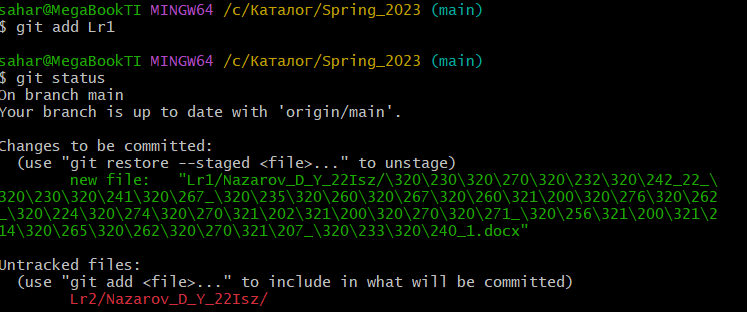 sahar@MegaBookTI MINGW64 /c/Каталог/Spring_2023 (main)
$ git add Lr1
sahar@MegaBookTI MINGW64 /c/Каталог/Spring_2023 (main)
$ git status
On branch main
Your branch is up to date with 'origin/main'.
Changes to be committed:
(use "git restore --staged <file>..." to unstage)
new file:   "Lr1/Nazarov_D_Y_22Isz/\320\230\320\270\320\232\320\242_22_\
320\230\320\241\320\267_\320\235\320\260\320\267\320\260\321\200\320\276\320\262
_\320\224\320\274\320\270\321\202\321\200\320\270\320\271_\320\256\321\200\321\2
14\320\265\320\262\320\270\321\207_\320\233\320\240_1.docx"
Untracked files:
(use "git add <file>..." to include in what will be committed)
Lr2/Nazarov_D_Y_22Isz/